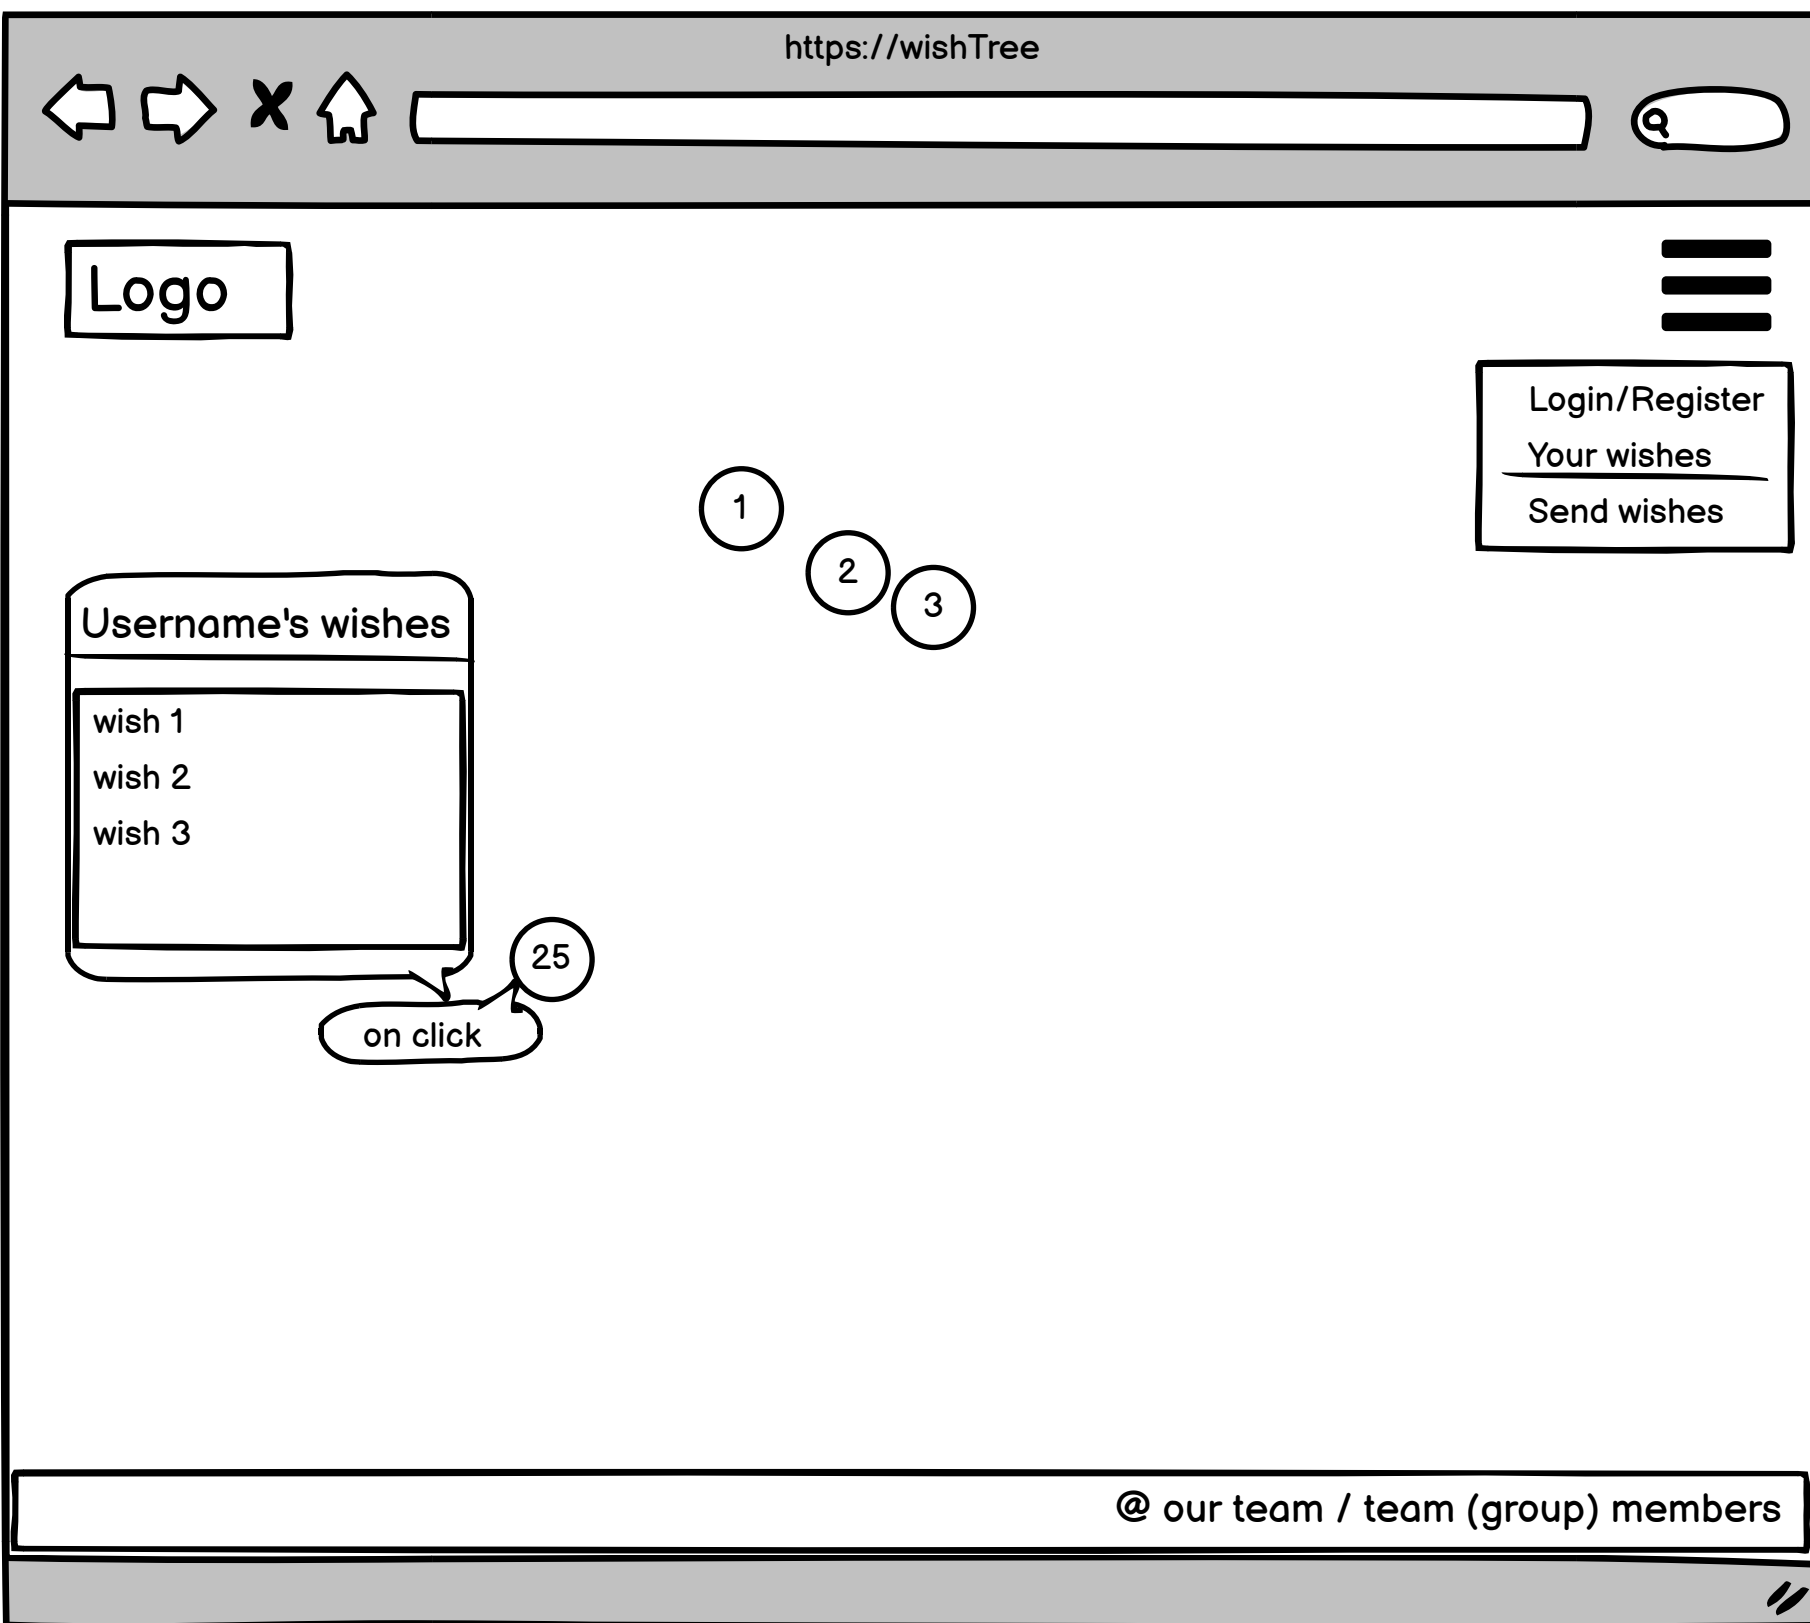 https://wishTree
Logo
Login/Register
Your wishes
Send wishes
1
2
3
Username's wishes
wish 1
wish 2
wish 3
25
on click
@ our team / team (group) members